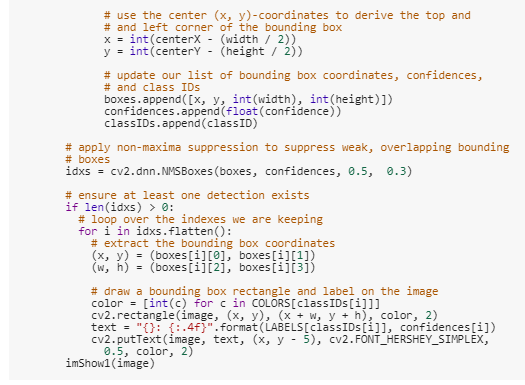 # use the center (x, y)-coordinates to derive the top and
# and left corner of the bounding box
x = int(centerX - (width / 2))
y = int(centerY - (height / 2))
# update our list of bounding box coordinates, confidences,
# and class IDs
boxes.append([x, y, int(width), int(height)])
confidences.append(float(confidence))
classIDs.append(classID)
# apply non-maxima suppression to suppress weak, overlapping bounding
# boxes
idxs = cv2.dnn.NMSBoxes(boxes, confidences, 0.5, 0.3)
# ensure at least one detection exists
if len(idxs) > 0:
# loop over the indexes we are keeping
for i in idxs.flatten():
# extract the bounding box coordinates
(x, y) = (boxes[i][0], boxes[i][1])
(w, h) = (boxes[i][2], boxes[i][3])
# draw a bounding box rectangle and label on the image
color = [int(c) for c in COLORS[classIDs[i]]]
cv2.rectangle(image, (x, y), (x + w, y + h), color, 2)
text = "{}: {:.4f}".format(LABELS[classIDs[i]], confidences[i])
cv2.putText(image, text, (x, y - 5), cv2.FONT_HERSHEY_SIMPLEX,
0.5, color, 2)
imShow1(image)